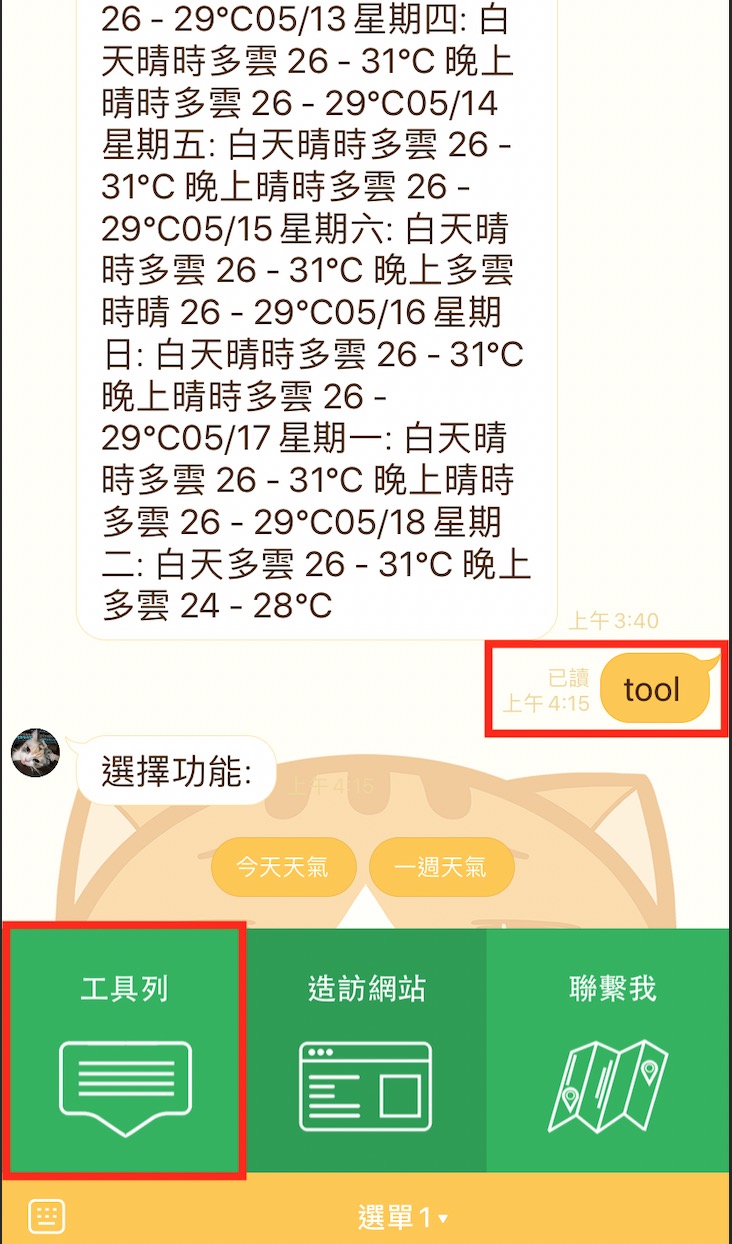 26 - 29°C05/13 星期四: 白
天晴時多雲 26 - 31°C 晚上
晴時多雲 26 - 29°C05/14
星期五: 白天晴時多雲 26 -
31°C 晚上晴時多雲 26 -
29°C05/15 星期六: 白天晴
時多雲 26 - 31°C 晚上多雲
時晴 26 - 29°C05/16 星期
日: 白天晴時多雲 26 - 31°C
晚上晴時多雲 26 -
29°C05/17 星期一: 白天晴
時多雲 26 - 31°C 晚上晴時
多雲 26 - 29°C05/18 星期
二: 白天多雲 26 - 31°C 晚上
多雲 24 - 28°C
上午 3:40
已讀
上午 4:15
tool
選擇功能:
上午 4:15
今天天氣
一週天氣
工具列
造訪網站
聯繫我
選單 1 ▾